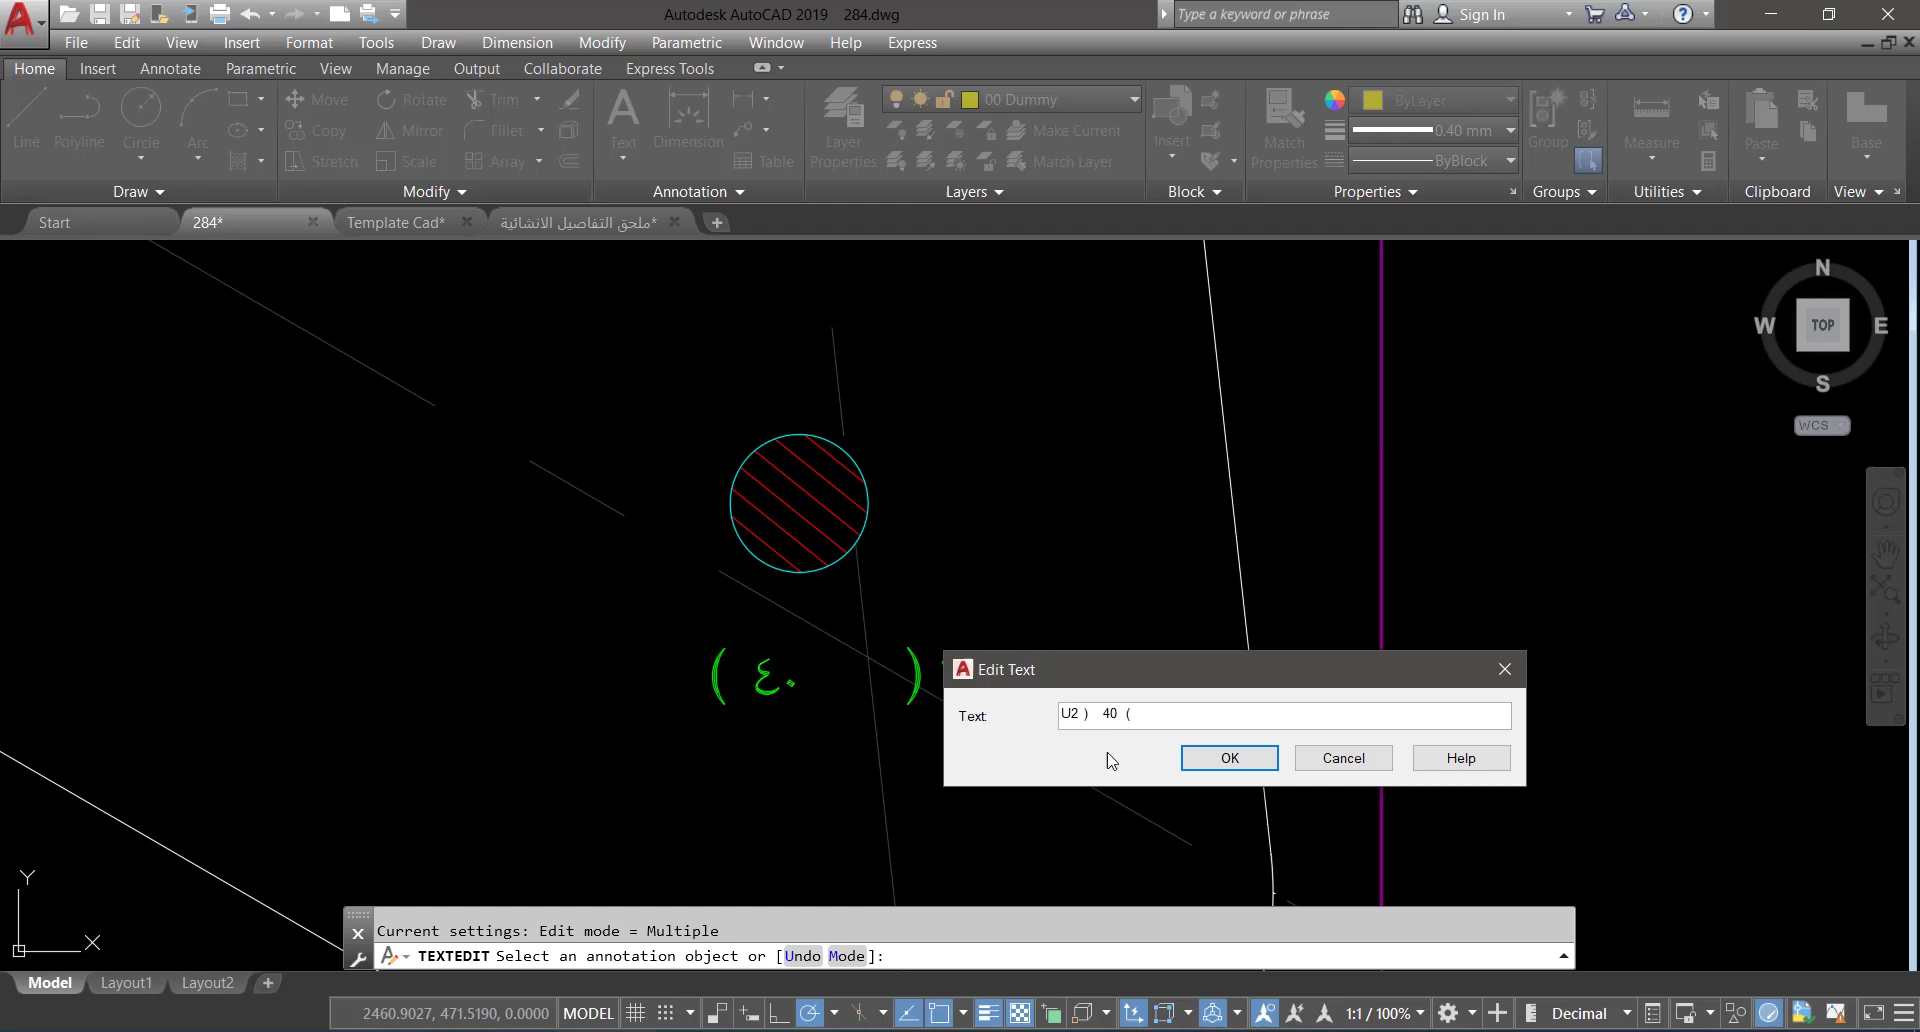 Autodesk AutoCAD 2019 284.dwg
Type a keyword or phrase
Sign In
File Edit View Insert Format Tools Draw Dimension Modify Parametric Window Help Express
Home Insert Annotate Parametric View Manage Output Collaborate Express Tools
Line Polyline Circle Arc
Move Rotate Trim
Copy Mirror Fillet
Stretch Scale Array
Text Dimension Table
Layer Properties
00 Dummy
Make Current
Match Layer
Insert
Match Properties
ByLayer
0.40 mm
ByBlock
Group Measure Paste Base
Draw Modify Annotation Layers Block Properties Groups Utilities Clipboard View
Start 284* Template Cad* ملحق التفاصيل الانشائية*
N
W TOP E
S
WCS
( ٤٠ )
Edit Text
Text
U2 ) 40 (
OK Cancel Help
Y
X
Current settings: Edit mode = Multiple
TEXTEDIT Select an annotation object or [Undo Mode]:
Model Layout1 Layout2
2460.9027, 471.5190, 0.0000 MODEL 1:1 / 100% Decimal